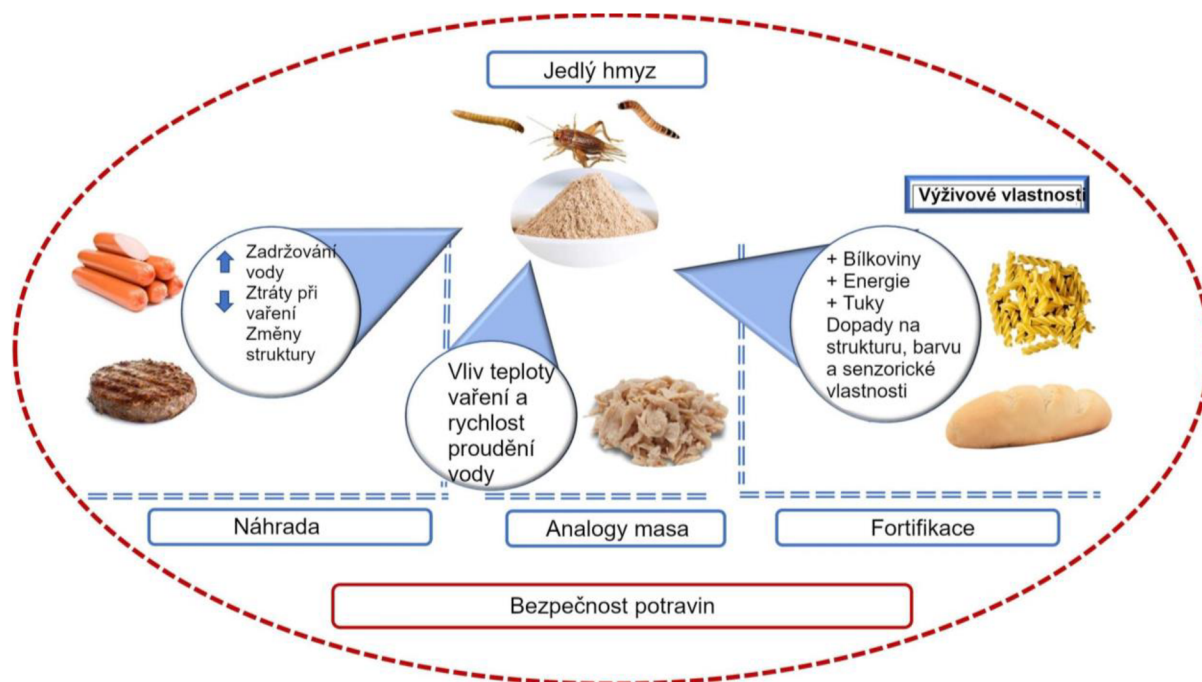 Jedlý hmyz
Výživové vlastnosti
Zadržování
vody
Ztráty při
vaření
Změny
struktury
Vliv teploty
vaření a
rychlost
proudění
vody
+ Bílkoviny
+ Energie
+ Tuky
Dopady na
strukturu, barvu
a senzorické
vlastnosti
Náhrada
Analogy masa
Fortifikace
Bezpečnost potravin